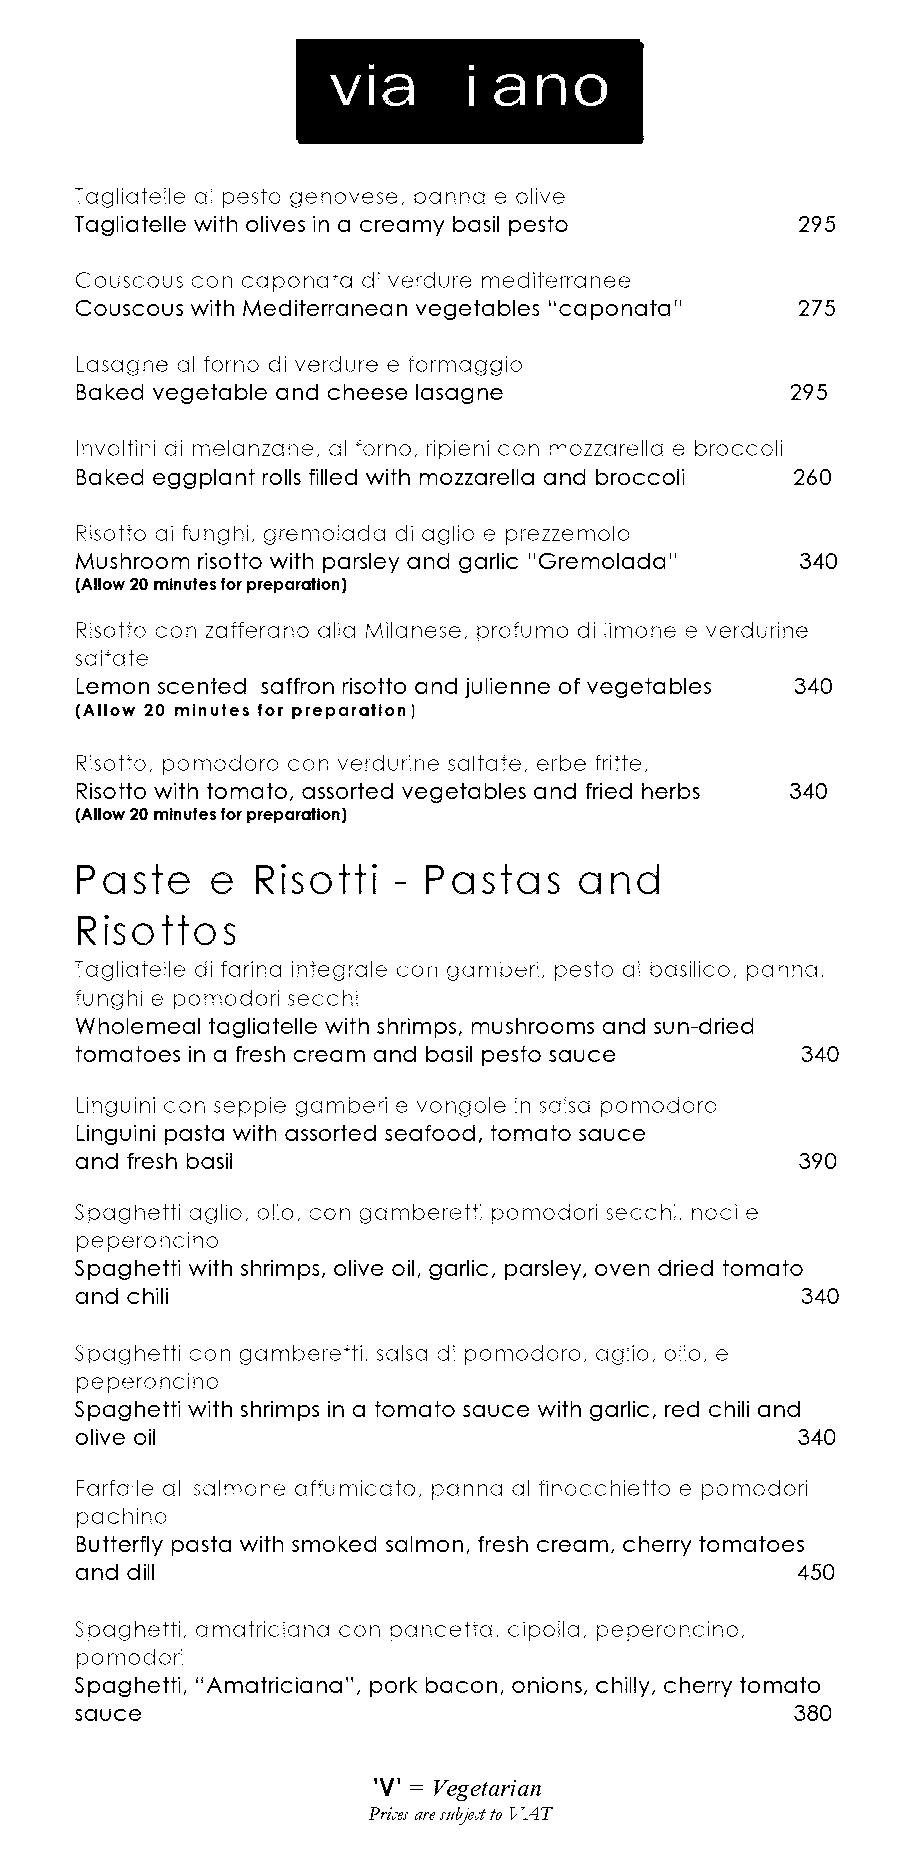 via   iano
Tagliatelle al pesto genovese, panna e olive
Tagliatelle with olives in a creamy basil pesto 295
Couscous con caponata di verdure mediterranee
Couscous with Mediterranean vegetables “caponata" 275
Lasagne al forno di verdure e formaggio
Baked vegetable and cheese lasagne 295
Involtini di melanzane, al forno, ripieni con mozzarella e broccoli
Baked eggplant rolls filled with mozzarella and broccoli 260
Risotto ai funghi, gremolada di aglio e prezzemolo
Mushroom risotto with parsley and garlic "Gremolada" 340
(Allow 20 minutes for preparation)
Risotto con zafferano alla Milanese, profumo di limone e verdurine
saltate
Lemon scented saffron risotto and julienne of vegetables 340
(Allow 20 minutes for preparation)
Risotto, pomodoro con verdurine saltate, erbe fritte,
Risotto with tomato, assorted vegetables and fried herbs 340
(Allow 20 minutes for preparation)
Paste e Risotti - Pastas and
Risottos
Tagliatelle di farina integrale con gamberi, pesto al basilico, panna,
funghi e pomodori secchi
Wholemeal tagliatelle with shrimps, mushrooms and sun-dried
tomatoes in a fresh cream and basil pesto sauce 340
Linguini con seppie gamberi e vongole in salsa pomodoro
Linguini pasta with assorted seafood, tomato sauce
and fresh basil 390
Spaghetti aglio, olio, con gamberetti pomodori secchi, noci e
peperoncino
Spaghetti with shrimps, olive oil, garlic, parsley, oven dried tomato
and chili 340
Spaghetti con gamberetti, salsa di pomodoro, aglio, olio, e
peperoncino
Spaghetti with shrimps in a tomato sauce with garlic, red chili and
olive oil 340
Farfalle al salmone affumicato, panna al finocchietto e pomodori
pachino
Butterfly pasta with smoked salmon, fresh cream, cherry tomatoes
and dill 450
Spaghetti, amatriciana con pancetta, cipolla, peperoncino,
pomodori
Spaghetti, “Amatriciana", pork bacon, onions, chilly, cherry tomato
sauce 380
'V' = Vegetarian
Prices are subject to VAT